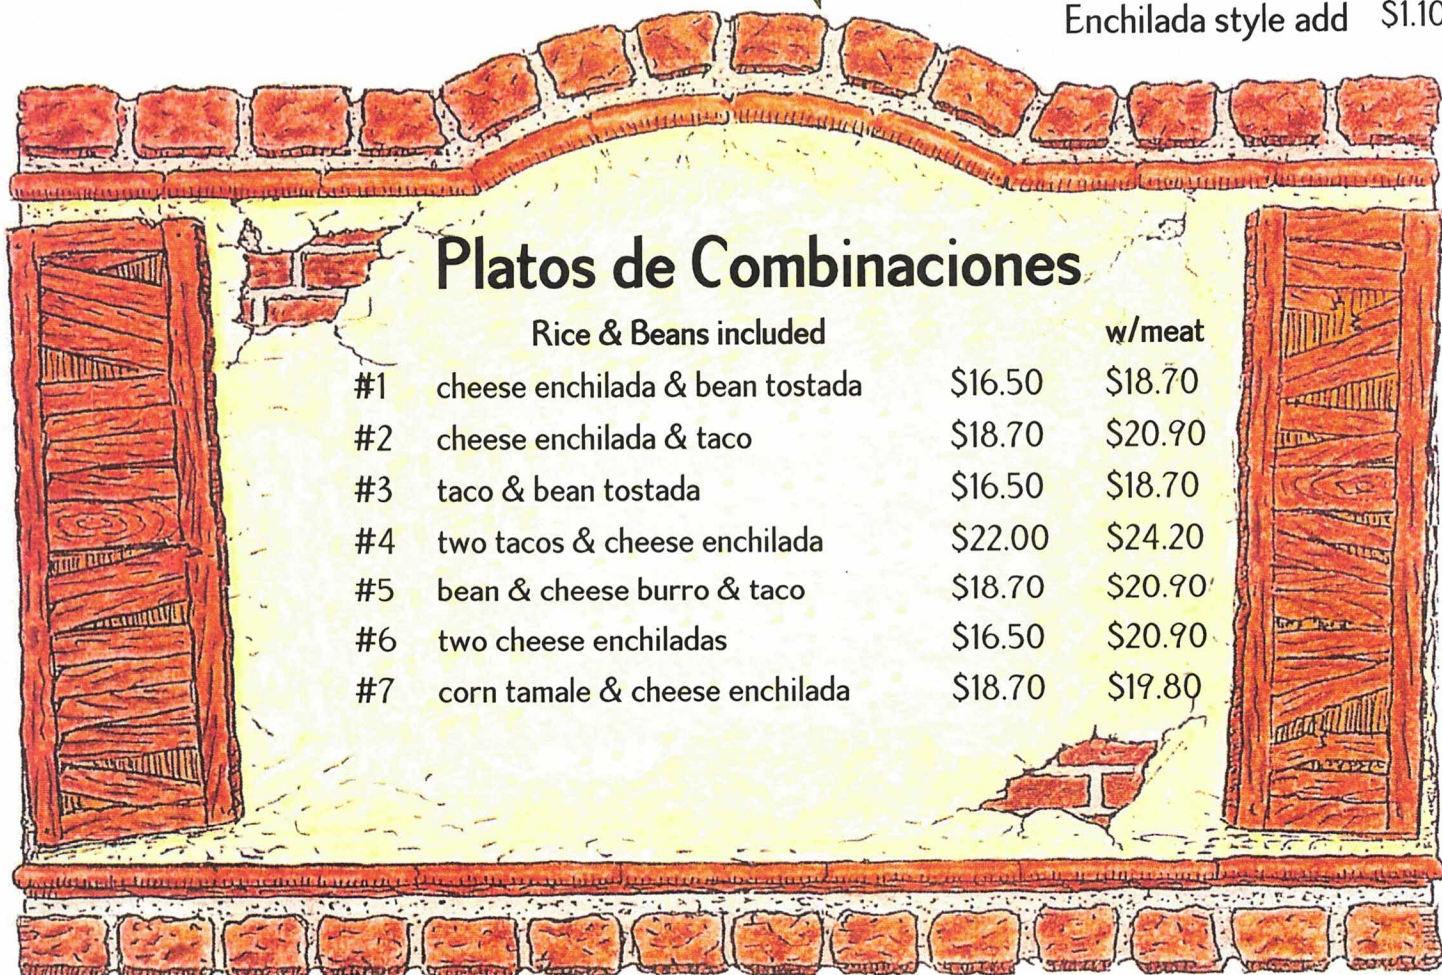 Enchilada style add $1.10
Platos de Combinaciones
Rice & Beans included w/meat
#1 cheese enchilada & bean tostada $16.50 $18.70
#2 cheese enchilada & taco $18.70 $20.90
#3 taco & bean tostada $16.50 $18.70
#4 two tacos & cheese enchilada $22.00 $24.20
#5 bean & cheese burro & taco $18.70 $20.90
#6 two cheese enchiladas $16.50 $20.90
#7 corn tamale & cheese enchilada $18.70 $19.80